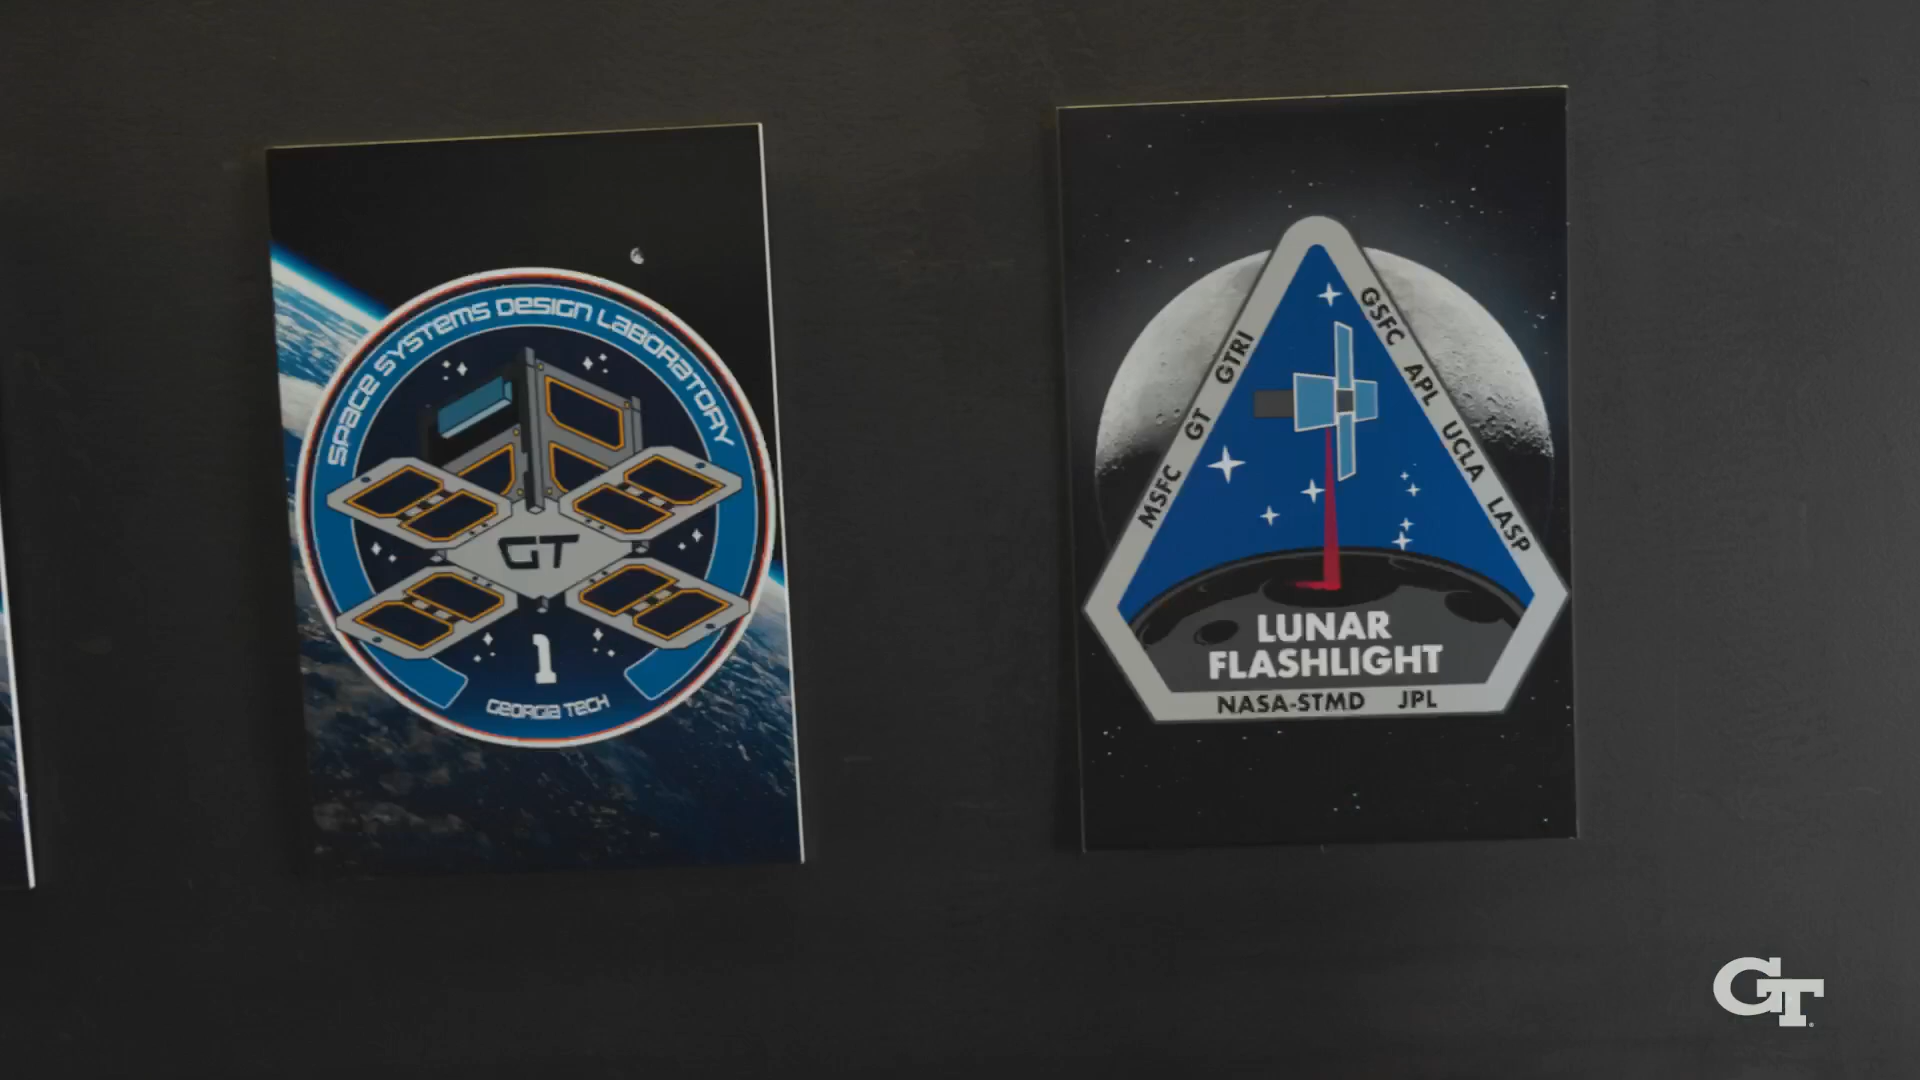 SPACE SYSTEMS DESIGN LABORATORY
GT
1
GEORGIA TECH
MSFC GT GTRI
GSFC APL UCLA LASP
LUNAR
FLASHLIGHT
NASA-STMD JPL
GT